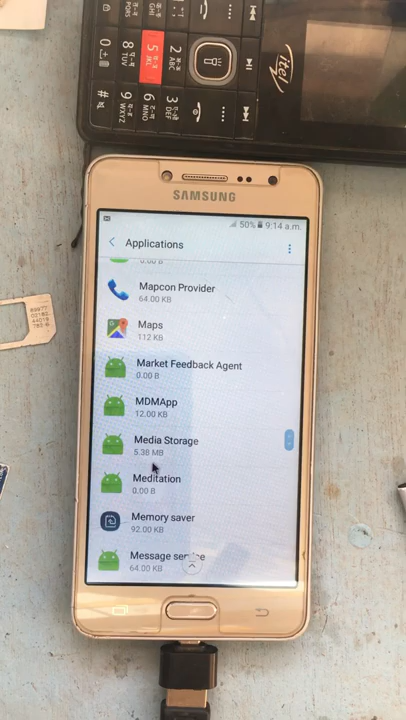 itel
SAMSUNG
50% 9:14 a.m.
Applications
0.00 B
Mapcon Provider
64.00 KB
Maps
112 KB
Market Feedback Agent
0.00 B
MDMApp
12.00 KB
Media Storage
5.38 MB
Meditation
0.00 B
Memory saver
92.00 KB
Message service
64.00 KB